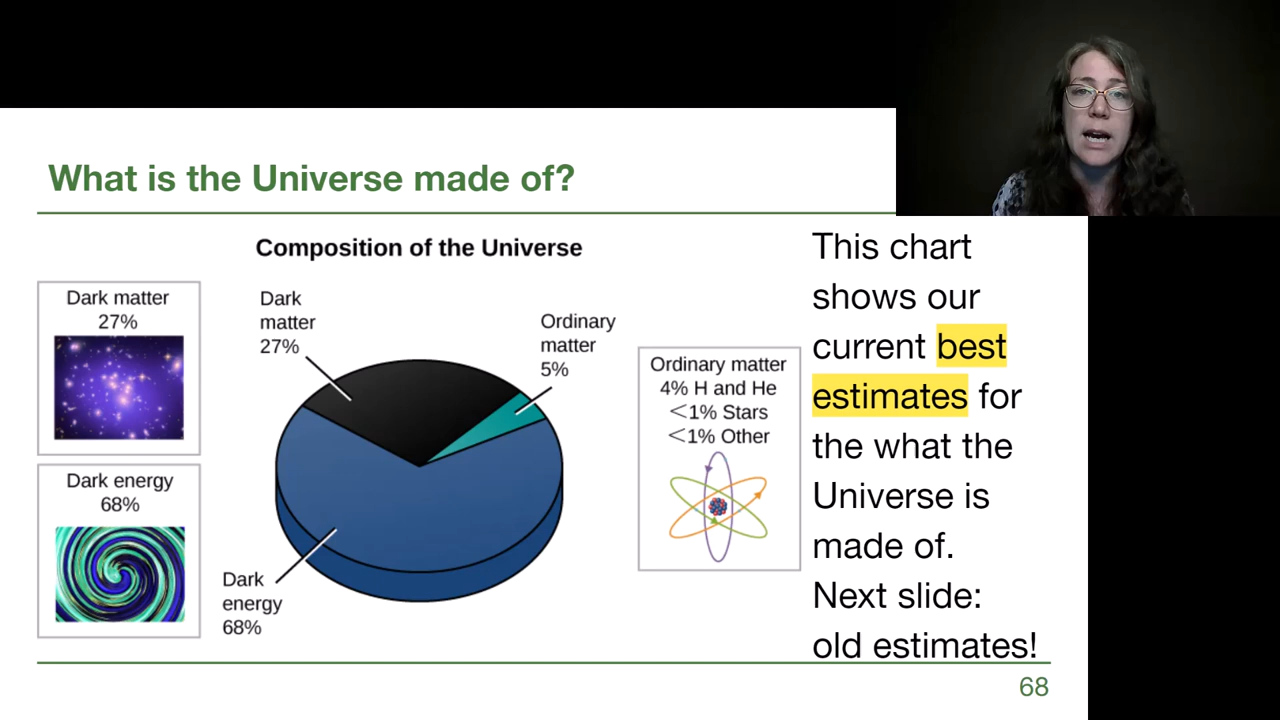 What is the Universe made of?
Composition of the Universe
Dark matter
27%
Dark energy
68%
Dark
matter
27%
Ordinary
matter
5%
Dark
energy
68%
Ordinary matter
4% H and He
<1% Stars
<1% Other
This chart
shows our
current best
estimates for
the what the
Universe is
made of.
Next slide:
old estimates!
68